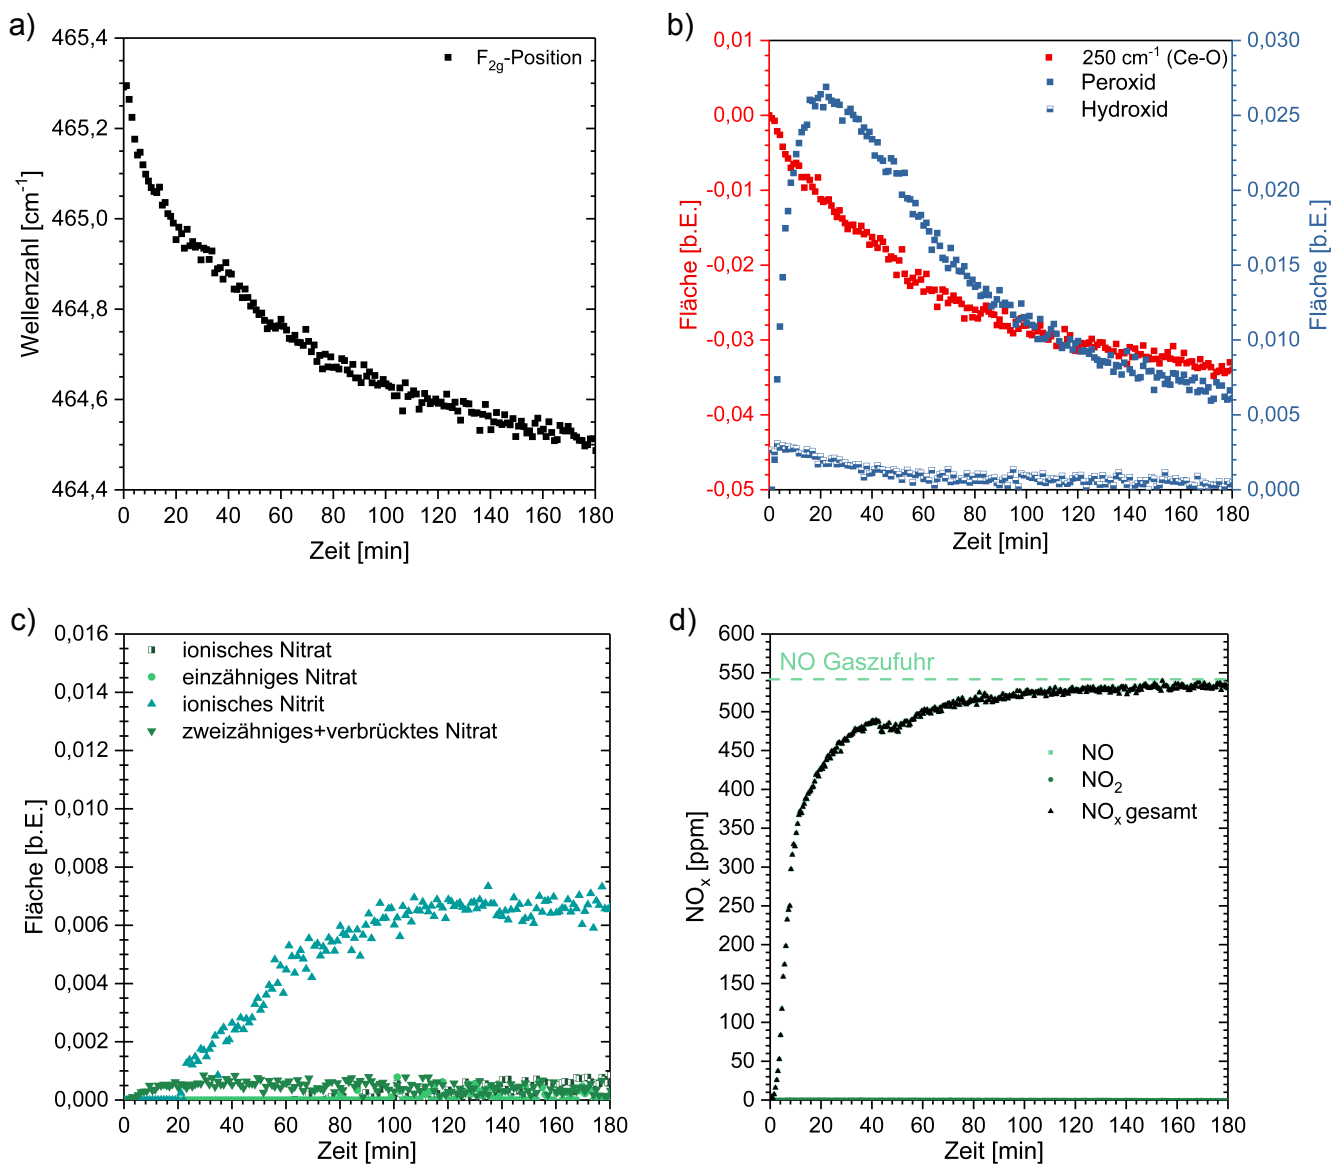 a)
465,4
465,2
465,0
464,8
464,6
464,4
Wellenzahl [cm⁻¹]
F₂g-Position
0 20 40 60 80 100 120 140 160 180
Zeit [min]
b)
0,01
0,00
-0,01
-0,02
-0,03
-0,04
-0,05
Fläche [b.E.]
250 cm⁻¹ (Ce-O)
Peroxid
Hydroxid
0,030
0,025
0,020
0,015
0,010
0,005
0,000
Fläche [b.E.]
0 20 40 60 80 100 120 140 160 180
Zeit [min]
c)
0,016
0,014
0,012
0,010
0,008
0,006
0,004
0,002
0,000
Fläche [b.E.]
ionisches Nitrat
einzähniges Nitrat
ionisches Nitrit
zweizähniges+verbrücktes Nitrat
0 20 40 60 80 100 120 140 160 180
Zeit [min]
d)
600
550
500
450
400
350
300
250
200
150
100
50
0
NOₓ [ppm]
NO Gaszufuhr
NO
NO₂
NOₓ gesamt
0 20 40 60 80 100 120 140 160 180
Zeit [min]